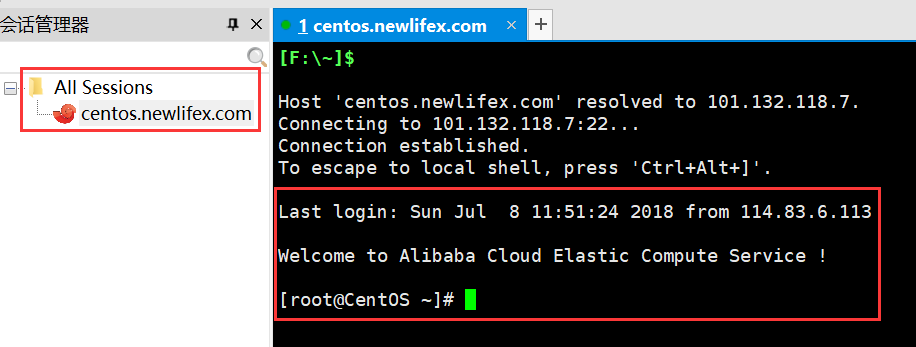 会话管理器
All Sessions
centos.newlifex.com
1 centos.newlifex.com × +
[F:\~]$
Host 'centos.newlifex.com' resolved to 101.132.118.7.
Connecting to 101.132.118.7:22...
Connection established.
To escape to local shell, press 'Ctrl+Alt+]'.
Last login: Sun Jul  8 11:51:24 2018 from 114.83.6.113
Welcome to Alibaba Cloud Elastic Compute Service !
[root@CentOS ~]#